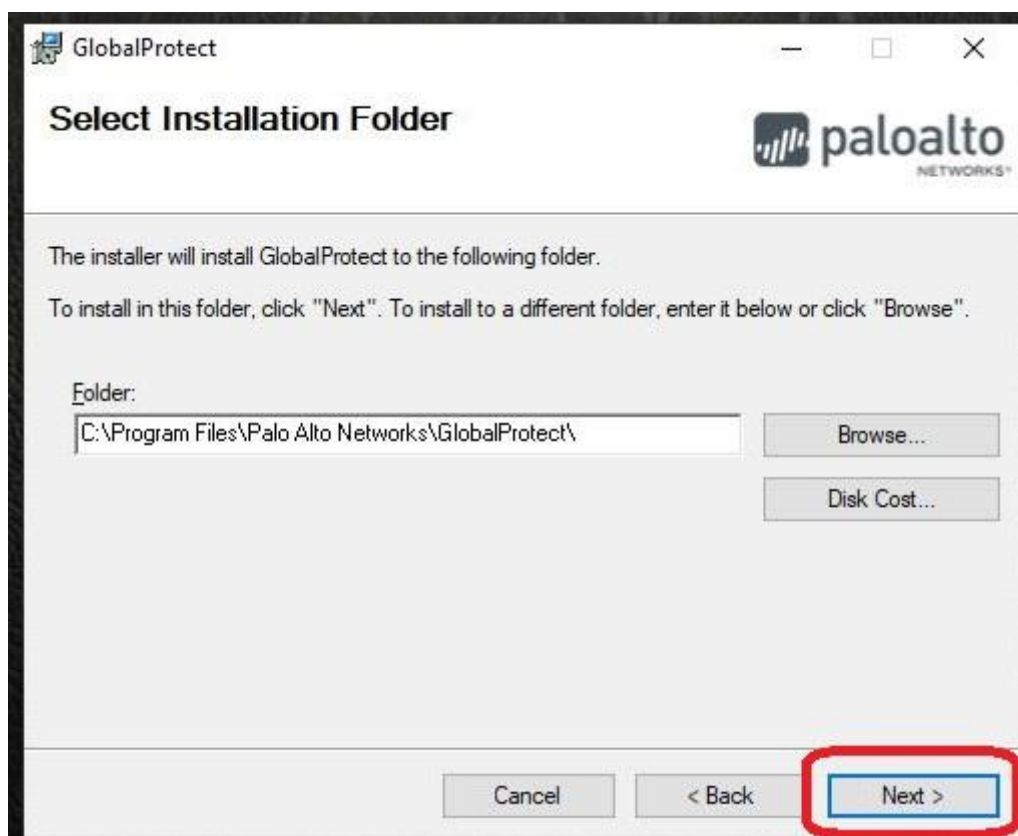 GlobalProtect
Select Installation Folder
paloalto
NETWORKS®
The installer will install GlobalProtect to the following folder.
To install in this folder, click "Next". To install to a different folder, enter it below or click "Browse".
Folder:
C:\Program Files\Palo Alto Networks\GlobalProtect\
Browse...
Disk Cost...
Cancel
< Back
Next >